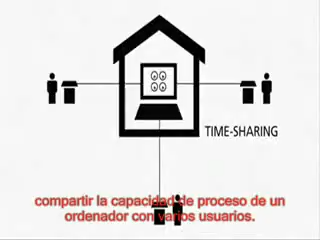 TIME-SHARING
compartir la capacidad de proceso de un
ordenador con varios usuarios.